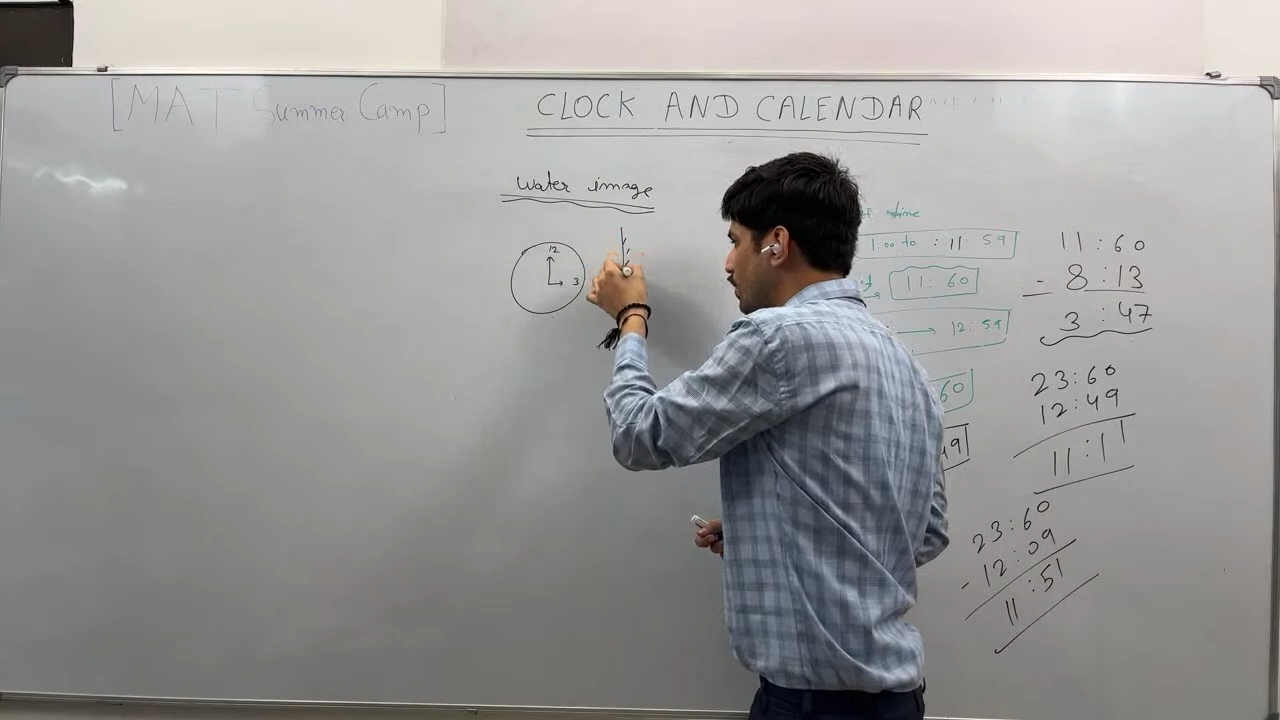 [MAT Summer Camp]
CLOCK AND CALENDAR
Water image
12
3
time
1:00 to : 11 59
11 : 60
→ 12 : 59
60
49
11 : 60
- 8 : 13
3 : 47
23 : 60
12 : 49
11 : 11
23 : 60
- 12 : 09
11 : 51